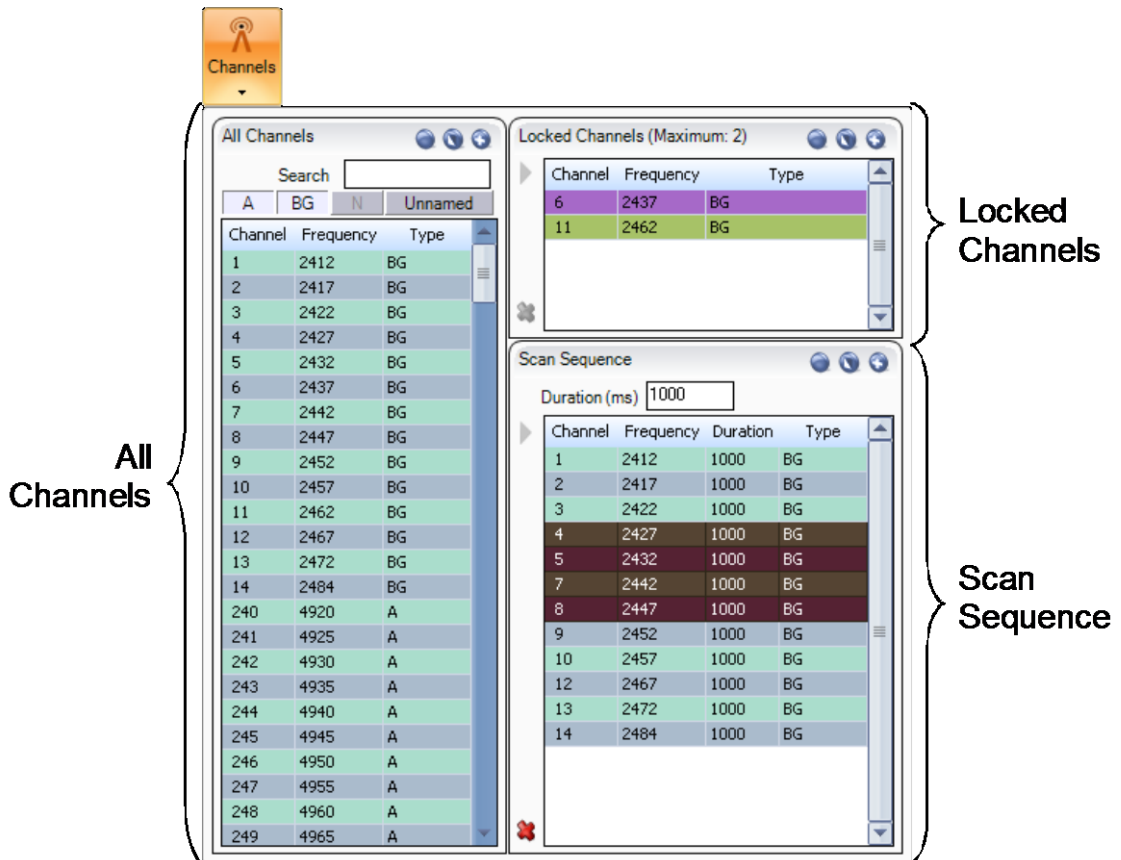 Channels
All Channels
Search
A BG N Unnamed
Channel Frequency Type
1 2412 BG
2 2417 BG
3 2422 BG
4 2427 BG
5 2432 BG
6 2437 BG
7 2442 BG
8 2447 BG
9 2452 BG
10 2457 BG
11 2462 BG
12 2467 BG
13 2472 BG
14 2484 BG
240 4920 A
241 4925 A
242 4930 A
243 4935 A
244 4940 A
245 4945 A
246 4950 A
247 4955 A
248 4960 A
249 4965 A
Locked Channels (Maximum: 2)
Channel Frequency Type
6 2437 BG
11 2462 BG
Scan Sequence
Duration (ms) 1000
Channel Frequency Duration Type
1 2412 1000 BG
2 2417 1000 BG
3 2422 1000 BG
4 2427 1000 BG
5 2432 1000 BG
7 2442 1000 BG
8 2447 1000 BG
9 2452 1000 BG
10 2457 1000 BG
12 2467 1000 BG
13 2472 1000 BG
14 2484 1000 BG
All
Channels
Locked
Channels
Scan
Sequence